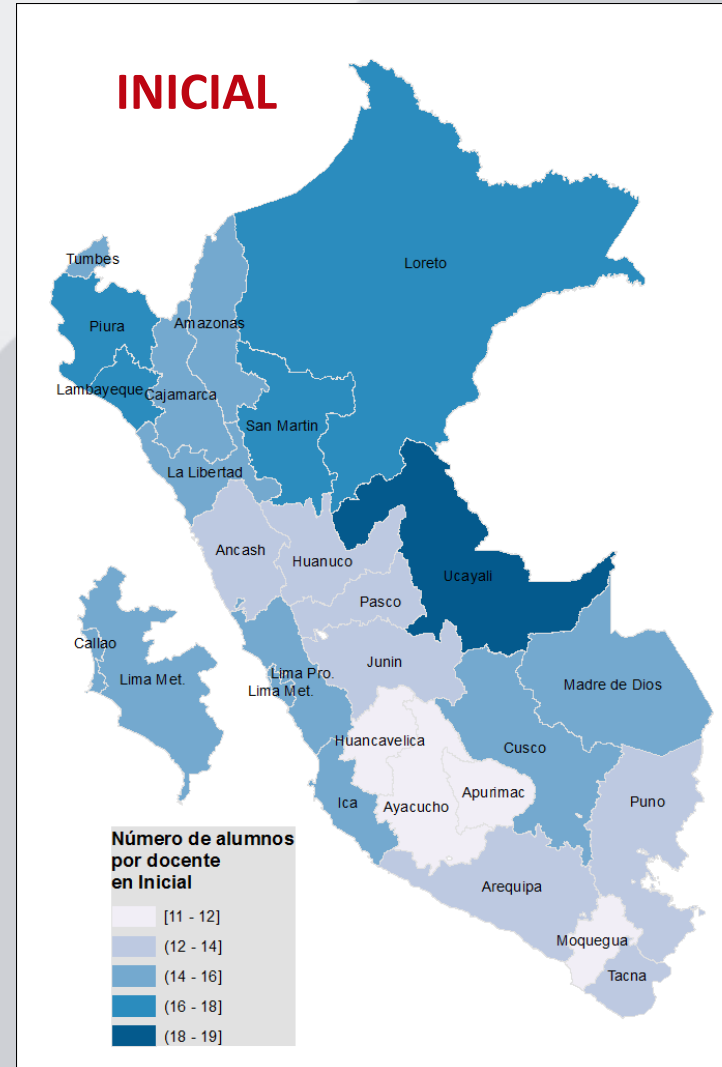 INICIAL
Tumbes
Loreto
Piura
Amazonas
Lambayeque
Cajamarca
San Martin
La Libertad
Ancash
Huanuco
Ucayali
Pasco
Callao
Junin
Lima Met.
Lima Pro.
Lima Met.
Madre de Dios
Huancavelica
Cusco
Apurimac
Ica
Ayacucho
Puno
Arequipa
Moquegua
Tacna
Número de alumnos
por docente
en Inicial
[11 - 12]
(12 - 14]
(14 - 16]
(16 - 18]
(18 - 19]